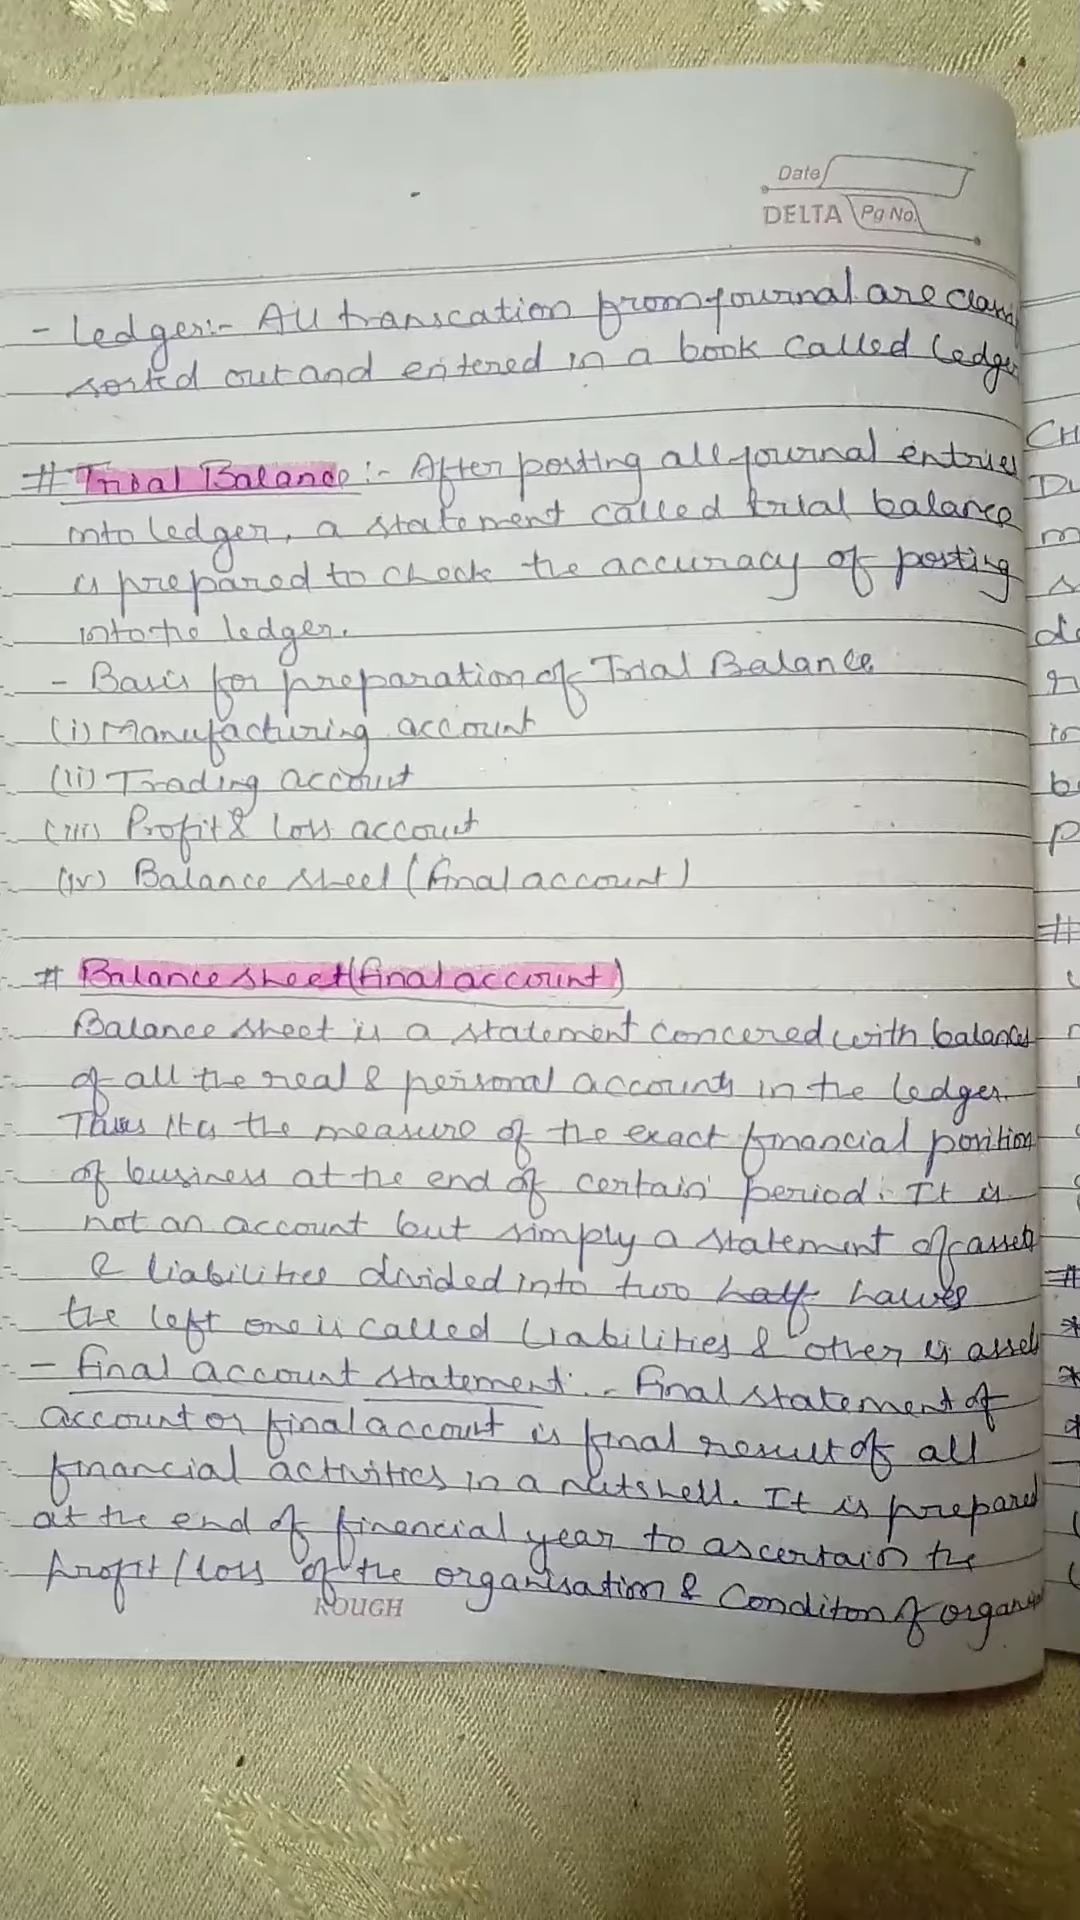 Date
DELTA Pg No.
- Ledger:- All transcation from journal are
sorted out and entered in a book called Ledger
# Trial Balance :- After posting all journal entries
into ledger, a statement called trial balance
is prepared to check the accuracy of posting
into the ledger.
- Basis for preparation of Trial Balance
(i) Manufacturing account
(ii) Trading account
(iii) Profit & Loss account
(iv) Balance sheet (final account)
# Balance sheet (final account)
Balance sheet is a statement concered with balances
of all the real & personal accounts in the ledger.
Thus it is the measure of the exact financial position
of business at the end of certain period. It is
not an account but simply a statement of assets
& liabilities divided into two half halves
the left one is called Liabilities & other is assets
- final account statement :- Final statement of
account or final account is final result of all
financial activities in a nutshell. It is prepared
at the end of financial year to ascertain the
profit / loss of the organisation & Conditon of
ROUGH